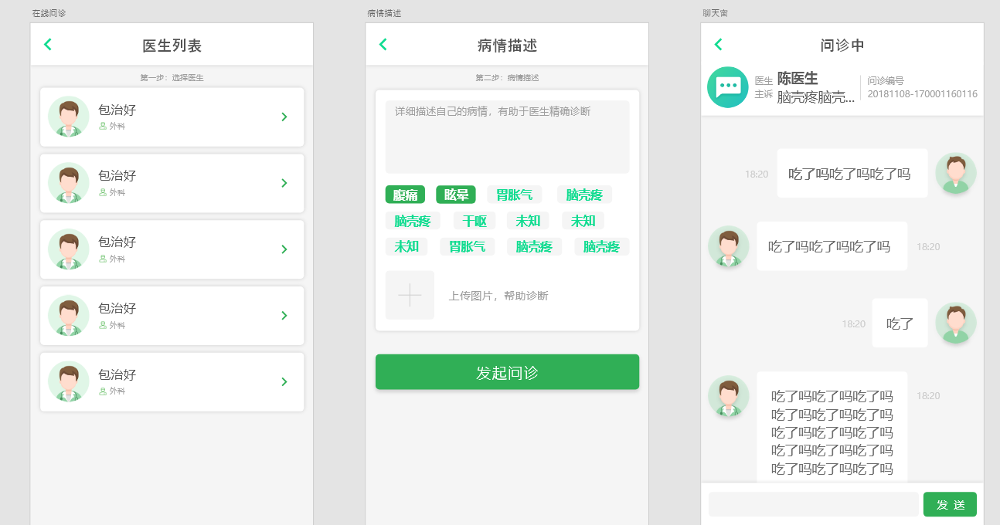 在线问诊
医生列表
第一步：选择医生
包治好
外科
包治好
外科
包治好
外科
包治好
外科
包治好
外科
病情描述
病情描述
第二步：病情描述
详细描述自己的病情，有助于医生精确诊断
腹痛 眩晕 胃胀气 脑壳疼
脑壳疼 干呕 未知 未知
未知 胃胀气 脑壳疼 脑壳疼
上传图片，帮助诊断
发起问诊
聊天窗
问诊中
医生 陈医生
主诉 脑壳疼脑壳...
问诊编号
20181108-170001160116
18:20 吃了吗吃了吗吃了吗
吃了吗吃了吗吃了吗 18:20
18:20 吃了
吃了吗吃了吗吃了吗 18:20
吃了吗吃了吗吃了吗
吃了吗吃了吗吃了吗
吃了吗吃了吗吃了吗
吃了吗吃了吗吃了吗
发 送